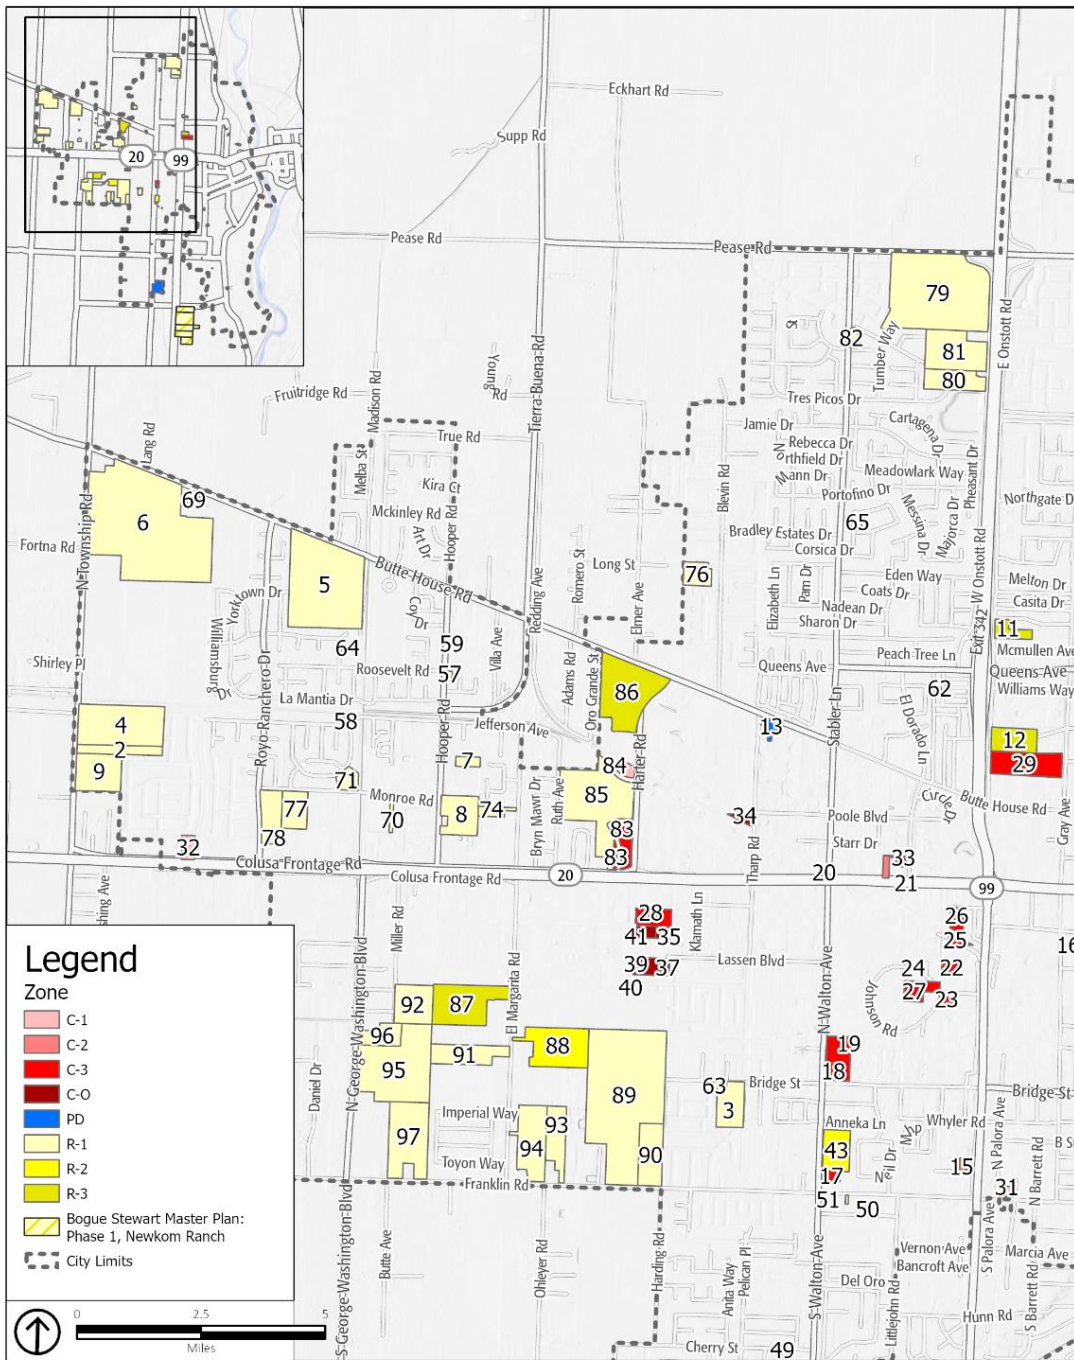 20
99
Eckhart Rd
Supp Rd
Pease Rd
Pease Rd
79
E Onstott Rd
St
82
Tumber Way
81
80
Young
Rd
Tierra-Buena-Rd
Madison Rd
Fruitridge Rd
Tres Picos Dr
Cartagena Dr
Jamie Dr
True Rd
Lang Rd
Melba St
Rebecca Dr
Northfield Dr
Mann Dr
Meadowlark Way
Pheasant Dr
Kira Ct
Blevin Rd
Portofino Dr
Northgate D
N-Township-Rd
69
6
Mckinley Rd
Art Dr
Hooper Rd
65
Messina Dr
Majorca Dr
Bradley Estates Dr
Corsica Dr
Fortna Rd
Butte-House-Rd
Romero St
Long St
Elmer Ave
76
Elizabeth Ln
Pam Dr
Eden Way
Coats Dr
Melton Dr
Casita Dr
5
Yorktown Dr
Coy Dr
Redding Ave
Nadean Dr
Sharon Dr
Exit 342
W Onstott Rd
11
Mcmullen Ave
Williamsburg
Dr
64
59
Villa Ave
Peach Tree Ln
Shirley Pl
Roosevelt Rd
57
Adams Rd
Oro Grande St
86
Queens Ave
Queens-Ave
Williams Way
La Mantia Dr
Royo-Ranchero-Dr
62
El Dorado Ln
Stabler-Ln
4
58
Jefferson Ave
13
12
2
Hooper-Rd
Harter-Rd
9
7
84
29
71
Bryn Mawr Dr
Ruth Ave
85
Circle Dr
Butte House Rd
77
Monroe Rd
8
74
Gray Ave
78
70
83
34
Poole Blvd
Tharp Rd
Starr Dr
32
83
33
Colusa Frontage Rd
Colusa Frontage Rd
20
20
21
99
shing Ave
Miller Rd
28
Klamath Ln
26
41
35
25
16
39
37
Lassen Blvd
24
22
40
N-George-Washington-Blvd
El Margarita Rd
N-Walton-Ave
Johnson Rd
27
23
92
87
96
88
19
91
95
18
Daniel Dr
89
63
Bridge St
Bridge-St
3
Imperial Way
93
Anneka Ln
Whyler Rd
N Palora Ave
B St
97
94
43
Neil Dr
N Barrett Rd
Toyon Way
90
17
15
Franklin Rd
31
51
50
S-George-Washington-Blvd
Butte Ave
Ohleyer Rd
Harding Rd
Anita Way
Pelican Pl
S-Walton-Ave
Vernon Ave
Bancroft Ave
S Palora Ave
Marcia Ave
Del Oro
Littlejohn Rd
S Barrett Rd
Hunn Rd
Cherry St
49
Legend
Zone
C-1
C-2
C-3
C-O
PD
R-1
R-2
R-3
Bogue Stewart Master Plan:
Phase 1, Newkom Ranch
City Limits
0
2.5
5
Miles